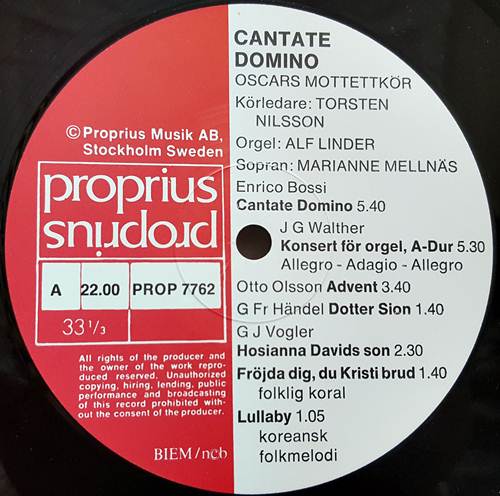 © Proprius Musik AB,
Stockholm Sweden
proprius
proprius
A 22.00 PROP 7762
33 1/3
All rights of the producer and
the owner of the work repro-
duced reserved. Unauthorized
copying, hiring, lending, public
performance and broadcasting
of this record prohibited with-
out the consent of the producer.
BIEM/ncb
CANTATE
DOMINO
OSCARS MOTTETTKÖR
Körledare: TORSTEN
NILSSON
Orgel: ALF LINDER
Sopran: MARIANNE MELLNÄS
Enrico Bossi
Cantate Domino 5.40
J G Walther
Konsert för orgel, A-Dur 5.30
Allegro - Adagio - Allegro
Otto Olsson Advent 3.40
G Fr Händel Dotter Sion 1.40
G J Vogler
Hosianna Davids son 2.30
Fröjda dig, du Kristi brud 1.40
folklig koral
Lullaby 1.05
koreansk
folkmelodi